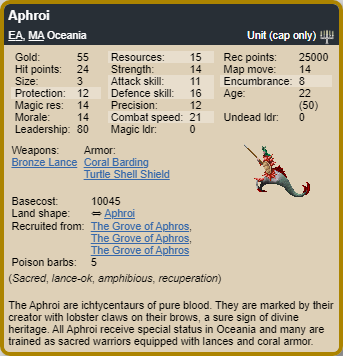 Aphroi
EA, MA Oceania Unit (cap only)
Gold: 55 Resources: 15 Rec points: 25000
Hit points: 24 Strength: 14 Map move: 14
Size: 3 Attack skill: 11 Encumbrance: 8
Protection: 12 Defence skill: 16 Age: 22
Magic res: 14 Precision: 12 (50)
Morale: 14 Combat speed: 21 Undead ldr: 0
Leadership: 80 Magic ldr: 0
Weapons: Armor:
Bronze Lance Coral Barding
Turtle Shell Shield
Basecost: 10045
Land shape: ⇔ Aphroi
Recruited from: The Grove of Aphros,
The Grove of Aphros,
The Grove of Aphros
Poison barbs: 5
(Sacred, lance-ok, amphibious, recuperation)
The Aphroi are ichtycentaurs of pure blood. They are marked by their
creator with lobster claws on their brows, a sure sign of divine
heritage. All Aphroi receive special status in Oceania and many are
trained as sacred warriors equipped with lances and coral armor.